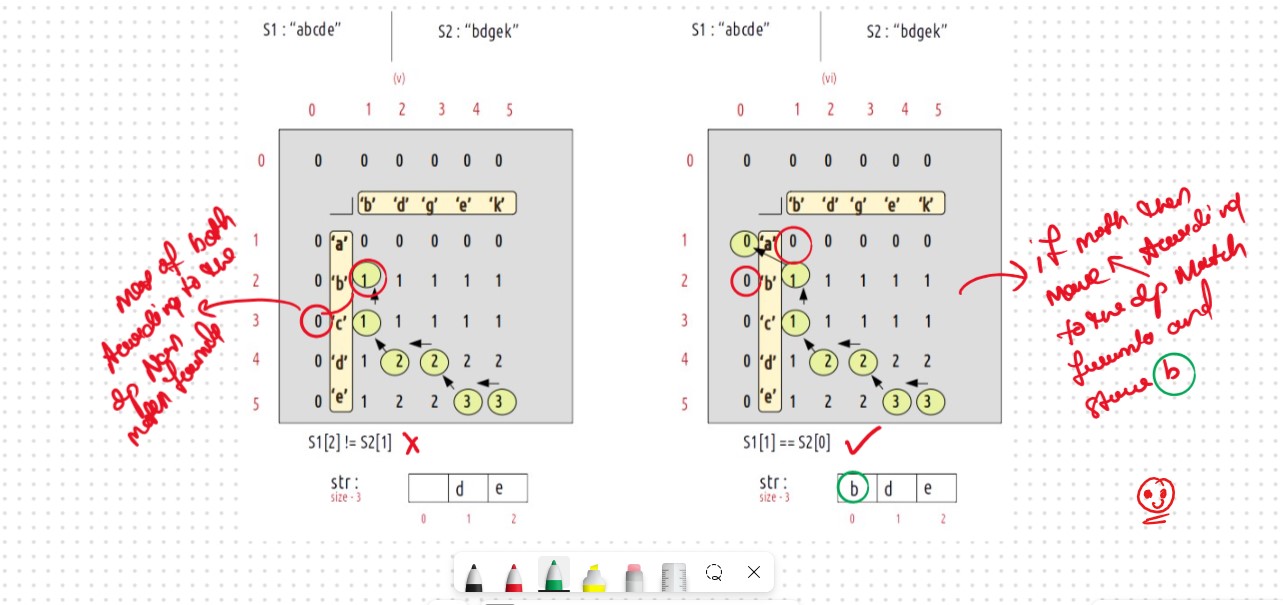 S1 : “abcde” S2 : “bdgek”
(v)
0 1 2 3 4 5
0 0 0 0 0 0 0
‘b’ ‘d’ ‘g’ ‘e’ ‘k’
1 0 ‘a’ 0 0 0 0 0
2 0 ‘b’ 1 1 1 1 1
3 0 ‘c’ 1 1 1 1 1
4 0 ‘d’ 1 2 2 2 2
5 0 ‘e’ 1 2 2 3 3
S1[2] != S2[1]
str :
size - 3
d e
0 1 2
max of both
According to the
dp Non
S1 : “abcde” S2 : “bdgek”
(vi)
0 1 2 3 4 5
0 0 0 0 0 0 0
‘b’ ‘d’ ‘g’ ‘e’ ‘k’
1 0 ‘a’ 0 0 0 0 0
2 0 ‘b’ 1 1 1 1 1
3 0 ‘c’ 1 1 1 1 1
4 0 ‘d’ 1 2 2 2 2
5 0 ‘e’ 1 2 2 3 3
S1[1] == S2[0]
str :
size - 3
b d e
0 1 2
if math then
move According
to the dp Match
and
store b